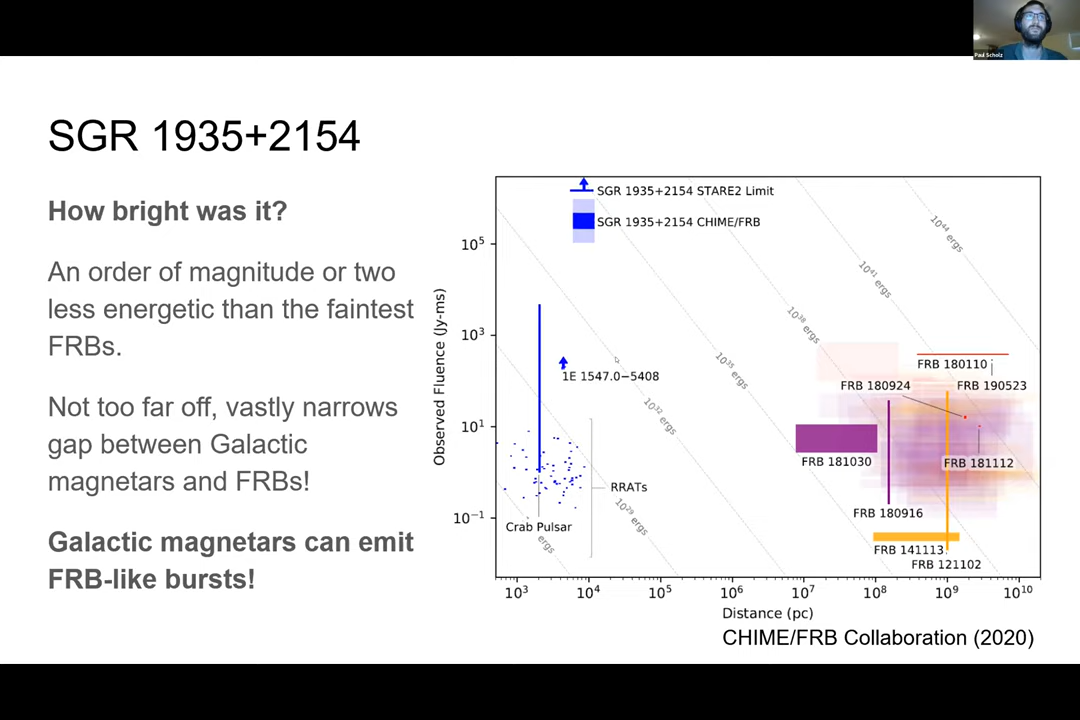 Paul Scholz
SGR 1935+2154
How bright was it?
An order of magnitude or two
less energetic than the faintest
FRBs.
Not too far off, vastly narrows
gap between Galactic
magnetars and FRBs!
Galactic magnetars can emit
FRB-like bursts!
SGR 1935+2154 STARE2 Limit
SGR 1935+2154 CHIME/FRB
Observed Fluence (Jy-ms)
10⁵
10³
10¹
10⁻¹
10⁴⁴ ergs
10⁴¹ ergs
10³⁸ ergs
10³⁵ ergs
10³² ergs
10²⁹ ergs
ergs
1E 1547.0−5408
RRATs
Crab Pulsar
FRB 180110
FRB 180924
FRB 190523
FRB 181030
FRB 181112
FRB 180916
FRB 141113
FRB 121102
10³ 10⁴ 10⁵ 10⁶ 10⁷ 10⁸ 10⁹ 10¹⁰
Distance (pc)
CHIME/FRB Collaboration (2020)